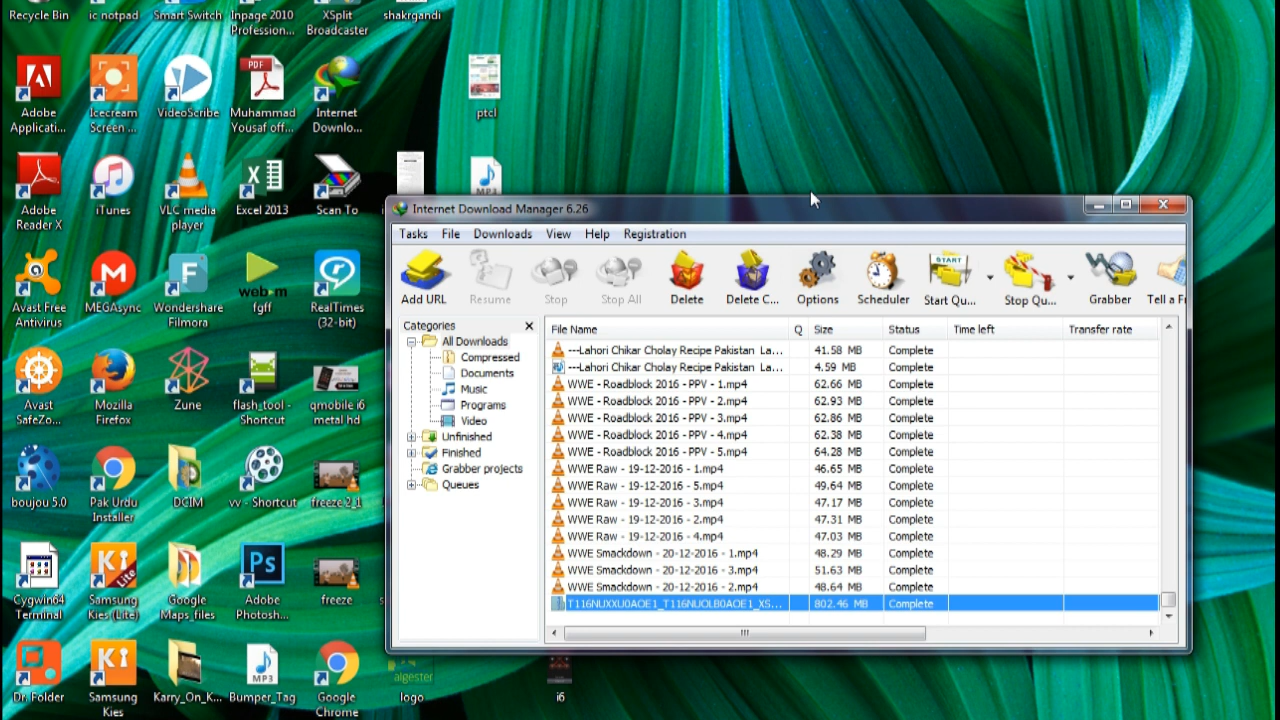 Recycle Bin
ic notpad
Smart Switch
Inpage 2010
Profession...
XSplit
Broadcaster
shakrgandi
Adobe
Applicati...
Icecream
Screen ...
VideoScribe
PDF
Muhammad
Yousaf off...
Internet
Downlo...
ptcl
Adobe
Reader X
iTunes
VLC media
player
Excel 2013
Scan To
MP3
Avast Free
Antivirus
MEGAsync
Wondershare
Filmora
web-m
fgff
RealTimes
(32-bit)
Avast
SafeZo...
Mozilla
Firefox
Zune
flash_tool -
Shortcut
qmobile i6
metal hd
boujou 5.0
Pak Urdu
Installer
DCIM
vv - Shortcut
freeze 2_1
Cygwin64
Terminal
Ki
Lite
Samsung
Kies (Lite)
Google
Maps_files
Ps
Adobe
Photosh...
freeze
Dr. Folder
Ki
Samsung
Kies
Karry_On_K...
MP3
Bumper_Tag
Google
Chrome
algester
logo
i6
Internet Download Manager 6.26
Tasks File Downloads View Help Registration
Add URL Resume Stop Stop All Delete Delete C... Options Scheduler START Start Qu... Stop Qu... Grabber Tell a Fr
Categories
All Downloads
Compressed
Documents
Music
Programs
Video
Unfinished
Finished
Grabber projects
Queues
File Name Q Size Status Time left Transfer rate
---Lahori Chikar Cholay Recipe Pakistan La... 41.58 MB Complete
---Lahori Chikar Cholay Recipe Pakistan La... 4.59 MB Complete
WWE - Roadblock 2016 - PPV - 1.mp4 62.66 MB Complete
WWE - Roadblock 2016 - PPV - 2.mp4 62.93 MB Complete
WWE - Roadblock 2016 - PPV - 3.mp4 62.86 MB Complete
WWE - Roadblock 2016 - PPV - 4.mp4 62.38 MB Complete
WWE - Roadblock 2016 - PPV - 5.mp4 64.28 MB Complete
WWE Raw - 19-12-2016 - 1.mp4 46.65 MB Complete
WWE Raw - 19-12-2016 - 5.mp4 49.64 MB Complete
WWE Raw - 19-12-2016 - 3.mp4 47.17 MB Complete
WWE Raw - 19-12-2016 - 2.mp4 47.31 MB Complete
WWE Raw - 19-12-2016 - 4.mp4 47.03 MB Complete
WWE Smackdown - 20-12-2016 - 1.mp4 48.29 MB Complete
WWE Smackdown - 20-12-2016 - 3.mp4 51.63 MB Complete
WWE Smackdown - 20-12-2016 - 2.mp4 48.64 MB Complete
T116NUXXU0AOE1_T116NUOLB0AOE1_XS... 802.46 MB Complete